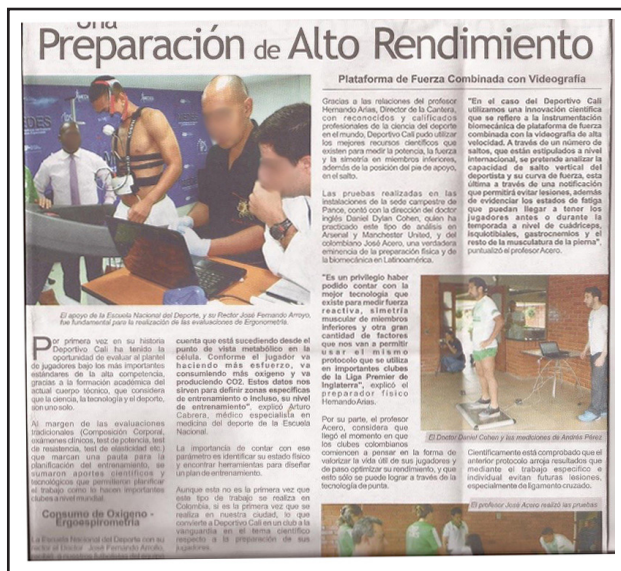 Una
Preparación de Alto Rendimiento
El apoyo de la Escuela Nacional del Deporte, y su Rector José Fernando Arroyo,
fue fundamental para la realización de las evaluaciones de Ergonometría.
Por primera vez en su historia
Deportivo Cali ha tenido la
oportunidad de evaluar al plantel
de jugadores bajo los más importantes
estándares de la alta competencia,
gracias a la formación académica del
actual cuerpo técnico, que considera
que la ciencia, la tecnología y el deporte,
son uno solo.
Al margen de las evaluaciones
tradicionales (Composición Corporal,
exámenes clínicos, test de potencia, test
de resistencia, test de elasticidad etc.)
que marcan una pauta para la
planificación del entrenamiento, se
sumaron aportes científicos y
tecnológicos que permitieran planificar
el trabajo como lo hacen importantes
clubes a nivel mundial.
Consumo de Oxigeno -
Ergoespirometria
La Escuela Nacional del Deporte con su
rector el Doctor José Fernando Arroyo,
cuenta que está sucediendo desde el
punto de vista metabólico en la
célula. Conforme el jugador va
haciendo más esfuerzo, va
consumiendo más oxígeno y va
produciendo CO2. Estos datos nos
sirven para definir zonas específicas
de entrenamiento o incluso, su nivel
de entrenamiento", explicó Arturo
Cabrera, médico especialista en
medicina del deporte de la Escuela
Nacional.
La importancia de contar con ese
parámetro es identificar su estado físico
y encontrar herramientas para diseñar
un plan de entrenamiento.
Aunque esta no es la primera vez que
este tipo de trabajo se realiza en
Colombia, si es la primera vez que se
realiza en nuestra ciudad, lo que
convierte a Deportivo Cali en un club a la
vanguardia en el tema científico
respecto a la preparación de sus
jugadores.
Plataforma de Fuerza Combinada con Videografía
Gracias a las relaciones del profesor
Hernando Arias, Director de la Cantera,
con reconocidos y calificados
profesionales de la ciencia del deporte
en el mundo, Deportivo Cali pudo utilizar
los mejores recursos científicos que
existen para medir la potencia, la fuerza
y la simetría en miembros inferiores,
además de la posición del pie de apoyo,
en el salto.
Las pruebas realizadas en las
instalaciones de la sede campestre de
Pance, contó con la dirección del doctor
inglés Daniel Dylan Cohen, quien ha
practicado este tipo de análisis en
Arsenal y Manchester United, y del
colombiano José Acero, una verdadera
eminencia de la preparación física y de
la biomecánica en Latinoamérica.
"Es un privilegio haber
podido contar con la
mejor tecnología que
existe para medir fuerza
reactiva, simetría
muscular de miembros
inferiores y otra gran
cantidad de factores
que nos van a permitir
usar el mismo
protocolo que se utiliza
en importantes clubes
de la Liga Premier de
Inglaterra", explicó el
preparador físico
Hernando Arias.
Por su parte, el profesor
Acero, considera que
llegó el momento en que
los clubes colombianos
comiencen a pensar en la forma de
valorizar la vida útil de sus jugadores y
de paso optimizar su rendimiento, y que
esto sólo se puede lograr a través de la
tecnología de punta.
"En el caso del Deportivo Cali
utilizamos una innovación científica
que se refiere a la instrumentación
biomecánica de plataforma de fuerza
combinada con la videografía de alta
velocidad. A través de un número de
saltos, que están estipulados a nivel
internacional, se pretende analizar la
capacidad de salto vertical del
deportista y su curva de fuerza, esta
última a través de una notificación
que permitirá evitar lesiones, además
de evidenciar los estados de fatiga
que puedan llegar a tener los
jugadores antes o durante la
temporada a nivel de cuádriceps,
isquiotibiales, gastrocnemios y el
resto de la musculatura de la pierna",
puntualizó el profesor Acero.
El Doctor Daniel Cohen y las mediciones de Andrés Pérez
Científicamente está comprobado que el
anterior protocolo arroja resultados que
mediante el trabajo específico e
individual evitan futuras lesiones,
especialmente de ligamento cruzado.
El profesor José Acero realizó las pruebas